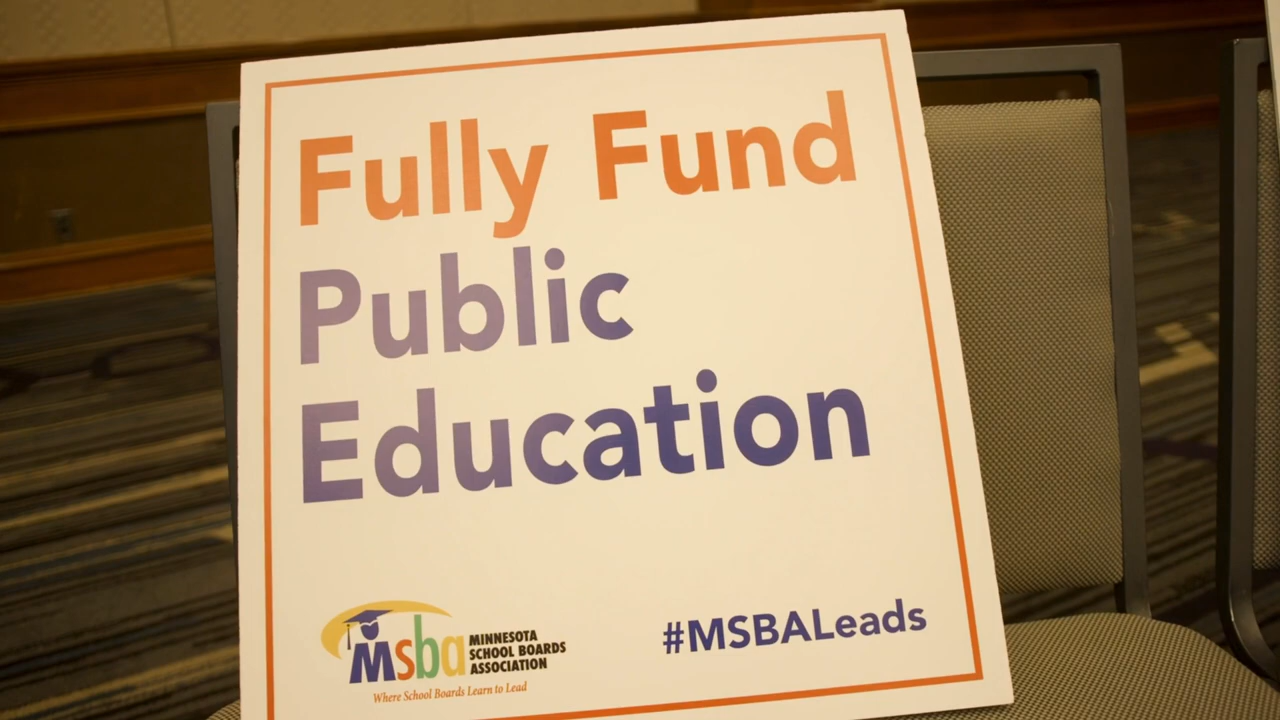 Fully Fund
Public
Education
msba
MINNESOTA
SCHOOL BOARDS
ASSOCIATION
Where School Boards Learn to Lead
#MSBALeads